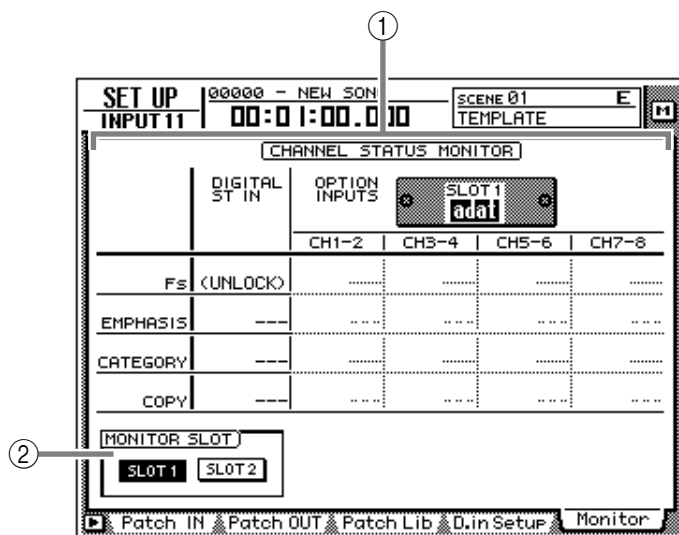 ①
SET UP
INPUT 11
00000 - NEW SON
00:01:00.000
SCENE 01 E
TEMPLATE
M
CHANNEL STATUS MONITOR
DIGITAL
ST IN
OPTION
INPUTS
SLOT 1
adat
CH1-2 | CH3-4 | CH5-6 | CH7-8
Fs (UNLOCK) -------- -------- -------- --------
EMPHASIS --- --- --- --- ---
CATEGORY --- -------- -------- -------- --------
COPY --- --- --- --- ---
②
MONITOR SLOT
SLOT 1 SLOT 2
Patch IN Patch OUT Patch Lib D.in Setup Monitor